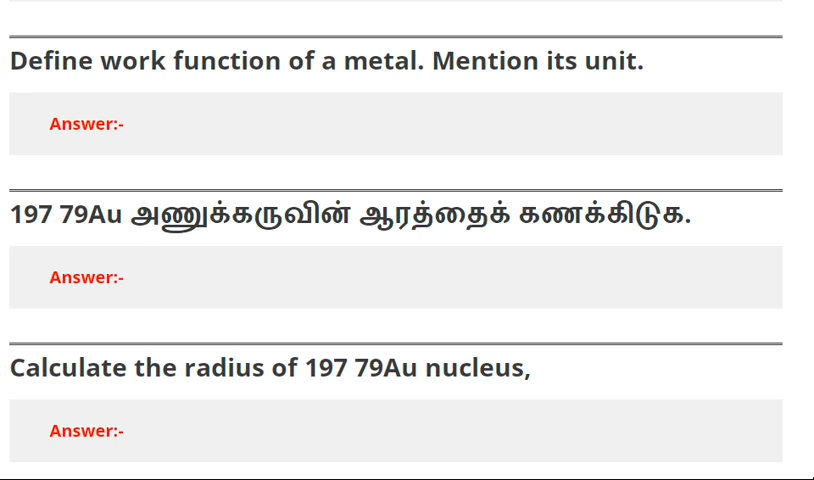 Define work function of a metal. Mention its unit.
Answer:-
197 79Au அணுக்கருவின் ஆரத்தைக் கணக்கிடுக.
Answer:-
Calculate the radius of 197 79Au nucleus,
Answer:-